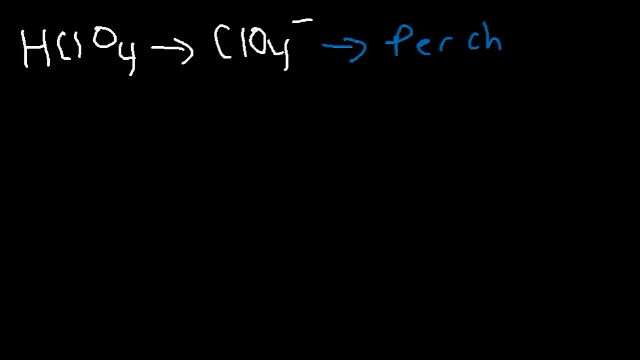 HClO₄ → ClO₄⁻ → Perch